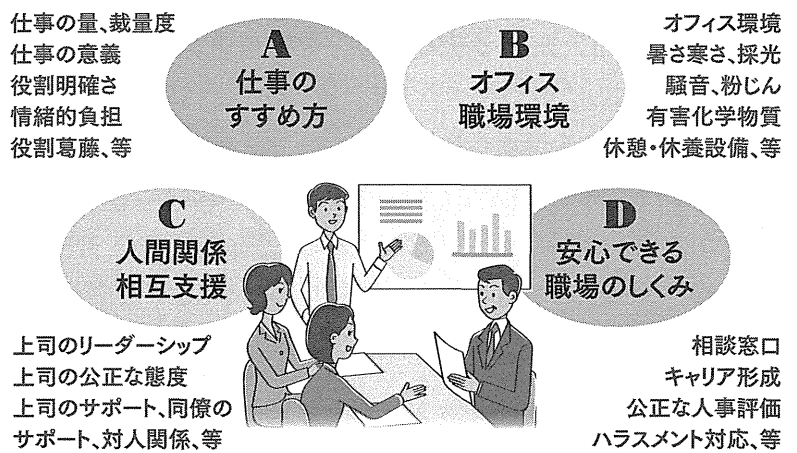 仕事の量、裁量度
仕事の意義
役割明確さ
情緒的負担
役割葛藤、等
A
仕事の
すすめ方
B
オフィス
職場環境
オフィス環境
暑さ寒さ、採光
騒音、粉じん
有害化学物質
休憩・休養設備、等
C
人間関係
相互支援
上司のリーダーシップ
上司の公正な態度
上司のサポート、同僚の
サポート、対人関係、等
D
安心できる
職場のしくみ
相談窓口
キャリア形成
公正な人事評価
ハラスメント対応、等